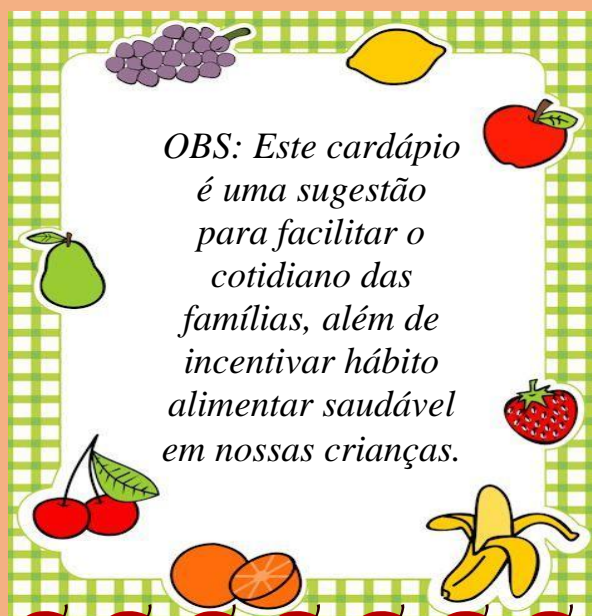 OBS: Este cardápio
é uma sugestão
para facilitar o
cotidiano das
famílias, além de
incentivar hábito
alimentar saudável
em nossas crianças.